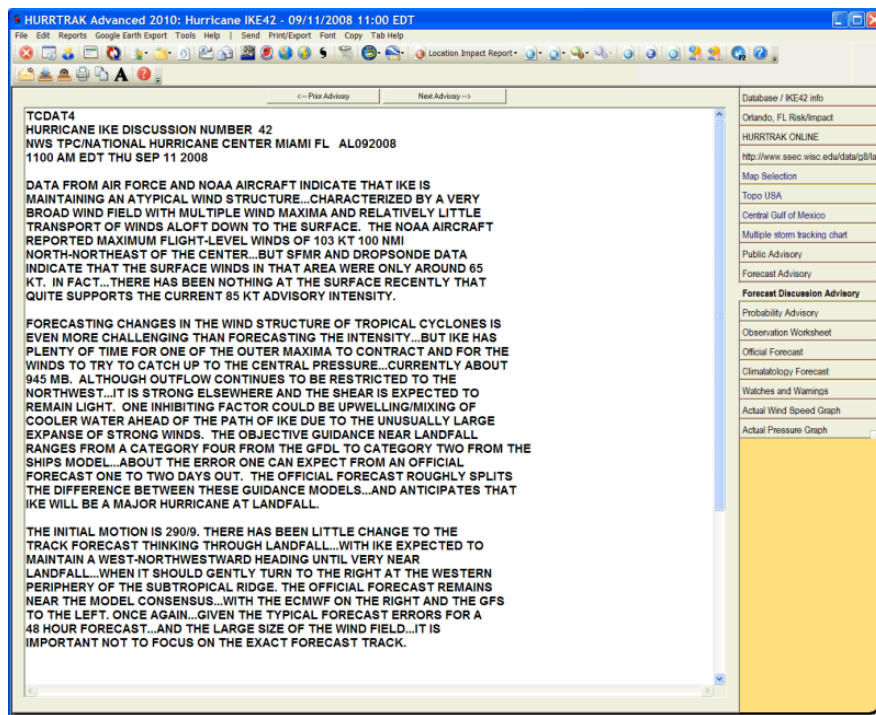 HURRTRAK Advanced 2010: Hurricane IKE42 - 09/11/2008 11:00 EDT
File Edit Reports Google Earth Export Tools Help | Send Print/Export Font Copy Tab Help
Location Impact Report
<-- Prior Advisory Next Advisory -->
TCDAT4
HURRICANE IKE DISCUSSION NUMBER 42
NWS TPC/NATIONAL HURRICANE CENTER MIAMI FL AL092008
1100 AM EDT THU SEP 11 2008
DATA FROM AIR FORCE AND NOAA AIRCRAFT INDICATE THAT IKE IS
MAINTAINING AN ATYPICAL WIND STRUCTURE...CHARACTERIZED BY A VERY
BROAD WIND FIELD WITH MULTIPLE WIND MAXIMA AND RELATIVELY LITTLE
TRANSPORT OF WINDS ALOFT DOWN TO THE SURFACE. THE NOAA AIRCRAFT
REPORTED MAXIMUM FLIGHT-LEVEL WINDS OF 103 KT 100 NMI
NORTH-NORTHEAST OF THE CENTER...BUT SFMR AND DROPSONDE DATA
INDICATE THAT THE SURFACE WINDS IN THAT AREA WERE ONLY AROUND 65
KT. IN FACT...THERE HAS BEEN NOTHING AT THE SURFACE RECENTLY THAT
QUITE SUPPORTS THE CURRENT 85 KT ADVISORY INTENSITY.
FORECASTING CHANGES IN THE WIND STRUCTURE OF TROPICAL CYCLONES IS
EVEN MORE CHALLENGING THAN FORECASTING THE INTENSITY...BUT IKE HAS
PLENTY OF TIME FOR ONE OF THE OUTER MAXIMA TO CONTRACT AND FOR THE
WINDS TO TRY TO CATCH UP TO THE CENTRAL PRESSURE...CURRENTLY ABOUT
945 MB. ALTHOUGH OUTFLOW CONTINUES TO BE RESTRICTED TO THE
NORTHWEST...IT IS STRONG ELSEWHERE AND THE SHEAR IS EXPECTED TO
REMAIN LIGHT. ONE INHIBITING FACTOR COULD BE UPWELLING/MIXING OF
COOLER WATER AHEAD OF THE PATH OF IKE DUE TO THE UNUSUALLY LARGE
EXPANSE OF STRONG WINDS. THE OBJECTIVE GUIDANCE NEAR LANDFALL
RANGES FROM A CATEGORY FOUR FROM THE GFDL TO CATEGORY TWO FROM THE
SHIPS MODEL...ABOUT THE ERROR ONE CAN EXPECT FROM AN OFFICIAL
FORECAST ONE TO TWO DAYS OUT. THE OFFICIAL FORECAST ROUGHLY SPLITS
THE DIFFERENCE BETWEEN THESE GUIDANCE MODELS...AND ANTICIPATES THAT
IKE WILL BE A MAJOR HURRICANE AT LANDFALL.
THE INITIAL MOTION IS 290/9. THERE HAS BEEN LITTLE CHANGE TO THE
TRACK FORECAST THINKING THROUGH LANDFALL...WITH IKE EXPECTED TO
MAINTAIN A WEST-NORTHWESTWARD HEADING UNTIL VERY NEAR
LANDFALL...WHEN IT SHOULD GENTLY TURN TO THE RIGHT AT THE WESTERN
PERIPHERY OF THE SUBTROPICAL RIDGE. THE OFFICIAL FORECAST REMAINS
NEAR THE MODEL CONSENSUS...WITH THE ECMWF ON THE RIGHT AND THE GFS
TO THE LEFT. ONCE AGAIN...GIVEN THE TYPICAL FORECAST ERRORS FOR A
48 HOUR FORECAST...AND THE LARGE SIZE OF THE WIND FIELD...IT IS
IMPORTANT NOT TO FOCUS ON THE EXACT FORECAST TRACK.
Database / IKE42 info
Orlando, FL Risk/Impact
HURRTRAK ONLINE
http://www.ssec.wisc.edu/data/g8/la
Map Selection
Topo USA
Central Gulf of Mexico
Multiple storm tracking chart
Public Advisory
Forecast Advisory
Forecast Discussion Advisory
Probability Advisory
Observation Worksheet
Official Forecast
Climatatology Forecast
Watches and Warnings
Actual Wind Speed Graph
Actual Pressure Graph